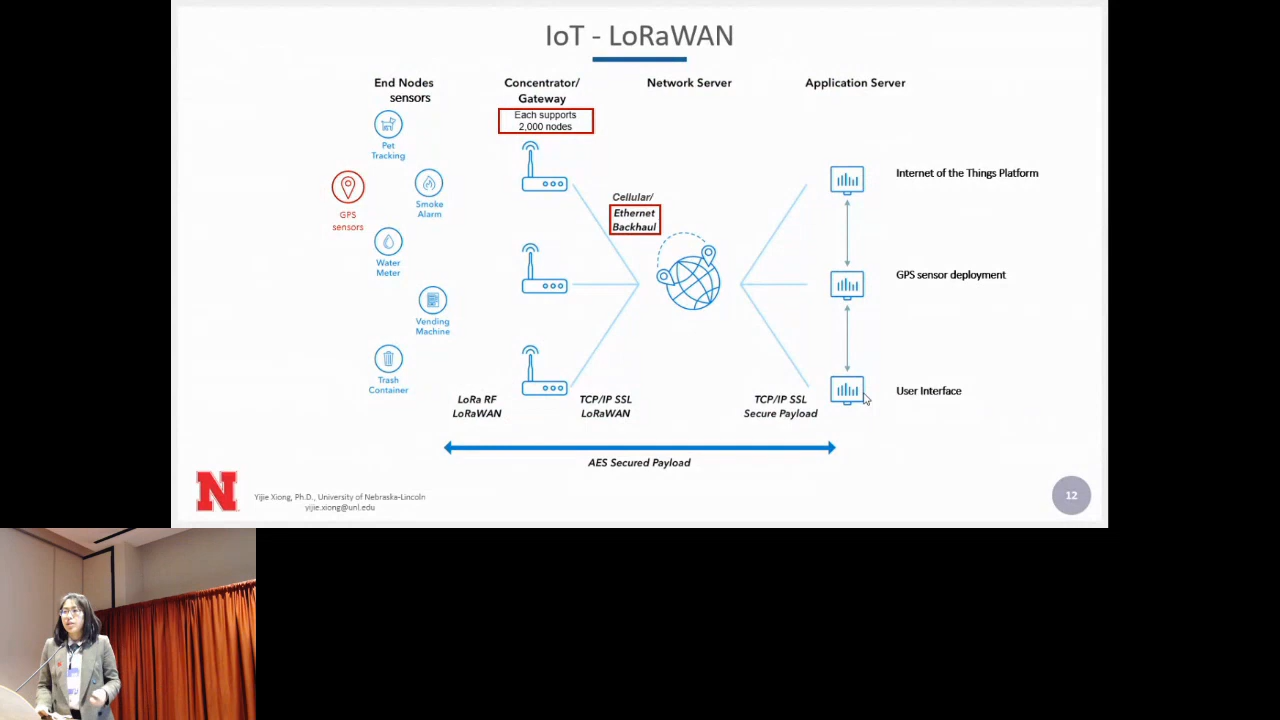 IoT - LoRaWAN
End Nodes
sensors
Concentrator/
Gateway
Network Server
Application Server
Each supports
2,000 nodes
Pet
Tracking
GPS
sensors
Smoke
Alarm
Water
Meter
Vending
Machine
Trash
Container
Cellular/
Ethernet
Backhaul
Internet of the Things Platform
GPS sensor deployment
User Interface
LoRa RF
LoRaWAN
TCP/IP SSL
LoRaWAN
TCP/IP SSL
Secure Payload
AES Secured Payload
N
Yijie Xiong, Ph.D., University of Nebraska-Lincoln
yijie.xiong@unl.edu
12